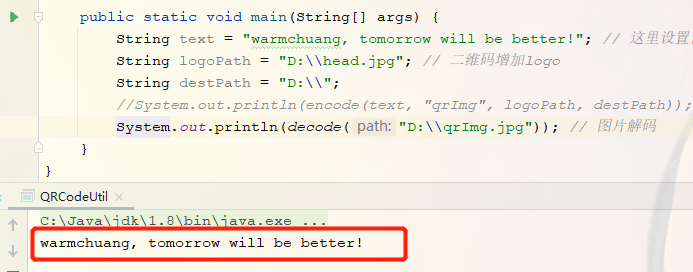 public static void main(String[] args) {
String text = "warmchuang, tomorrow will be better!"; // 这里设置
String logoPath = "D:\\head.jpg"; // 二维码增加logo
String destPath = "D:\\";
//System.out.println(encode(text, "qrImg", logoPath, destPath));
System.out.println(decode( path: "D:\\qrImg.jpg")); // 图片解码
}
}
QRCodeUtil ×
C:\Java\jdk\1.8\bin\java.exe ...
warmchuang, tomorrow will be better!